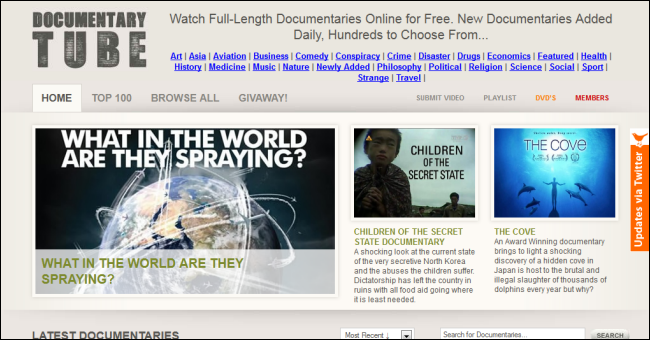 DOCUMENTARY
TUBE
Watch Full-Length Documentaries Online for Free. New Documentaries Added
Daily, Hundreds to Choose From...
Art | Asia | Aviation | Business | Comedy | Conspiracy | Crime | Disaster | Drugs | Economics | Featured | Health |
History | Medicine | Music | Nature | Newly Added | Philosophy | Political | Religion | Science | Social | Sport |
Strange | Travel |
HOME TOP 100 BROWSE ALL GIVAWAY! SUBMIT VIDEO PLAYLIST DVD'S MEMBERS
WHAT IN THE WORLD
ARE THEY SPRAYING?
WHAT IN THE WORLD ARE THEY
SPRAYING?
CHILDREN
OF THE
SECRET STATE
CHILDREN OF THE SECRET
STATE DOCUMENTARY
A shocking look at the current state
of the very secretive North Korea
and the abuses the children suffer.
Dictatorship has left the country in
ruins with all food aid going where
it is least needed.
THE COVE
THE COVE
An Award Winning documentary
brings to light a shocking
discovery of a hidden cove in
Japan is host to the brutal and
illegal slaughter of thousands of
dolphins every year but why?
Updates via Twitter
LATEST DOCUMENTARIES
Most Recent ↓
Search for Documentaries...
SEARCH